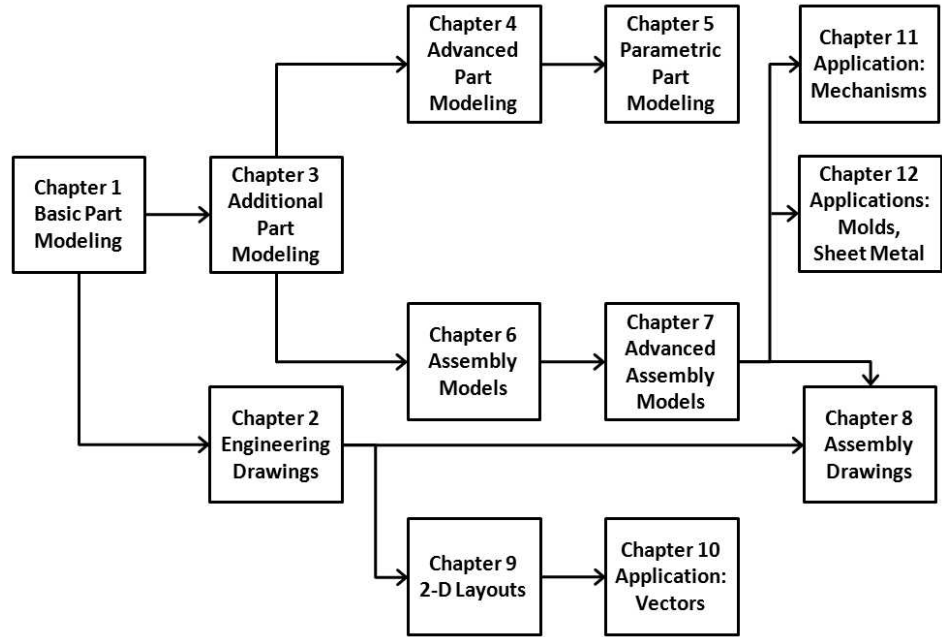 Chapter 4
Advanced
Part
Modeling
Chapter 5
Parametric
Part
Modeling
Chapter 11
Application:
Mechanisms
Chapter 1
Basic Part
Modeling
Chapter 3
Additional
Part
Modeling
Chapter 12
Applications:
Molds,
Sheet Metal
Chapter 6
Assembly
Models
Chapter 7
Advanced
Assembly
Models
Chapter 2
Engineering
Drawings
Chapter 8
Assembly
Drawings
Chapter 9
2-D Layouts
Chapter 10
Application:
Vectors